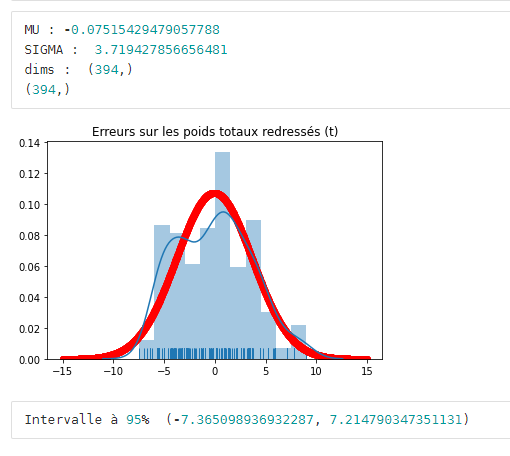 MU : -0.07515429479057788
SIGMA :  3.719427856656481
dims :  (394,)
(394,)
Erreurs sur les poids totaux redressés (t)
0.14
0.12
0.10
0.08
0.06
0.04
0.02
0.00
−15 −10 −5 0 5 10 15
Intervalle à 95%  (-7.365098936932287, 7.214790347351131)